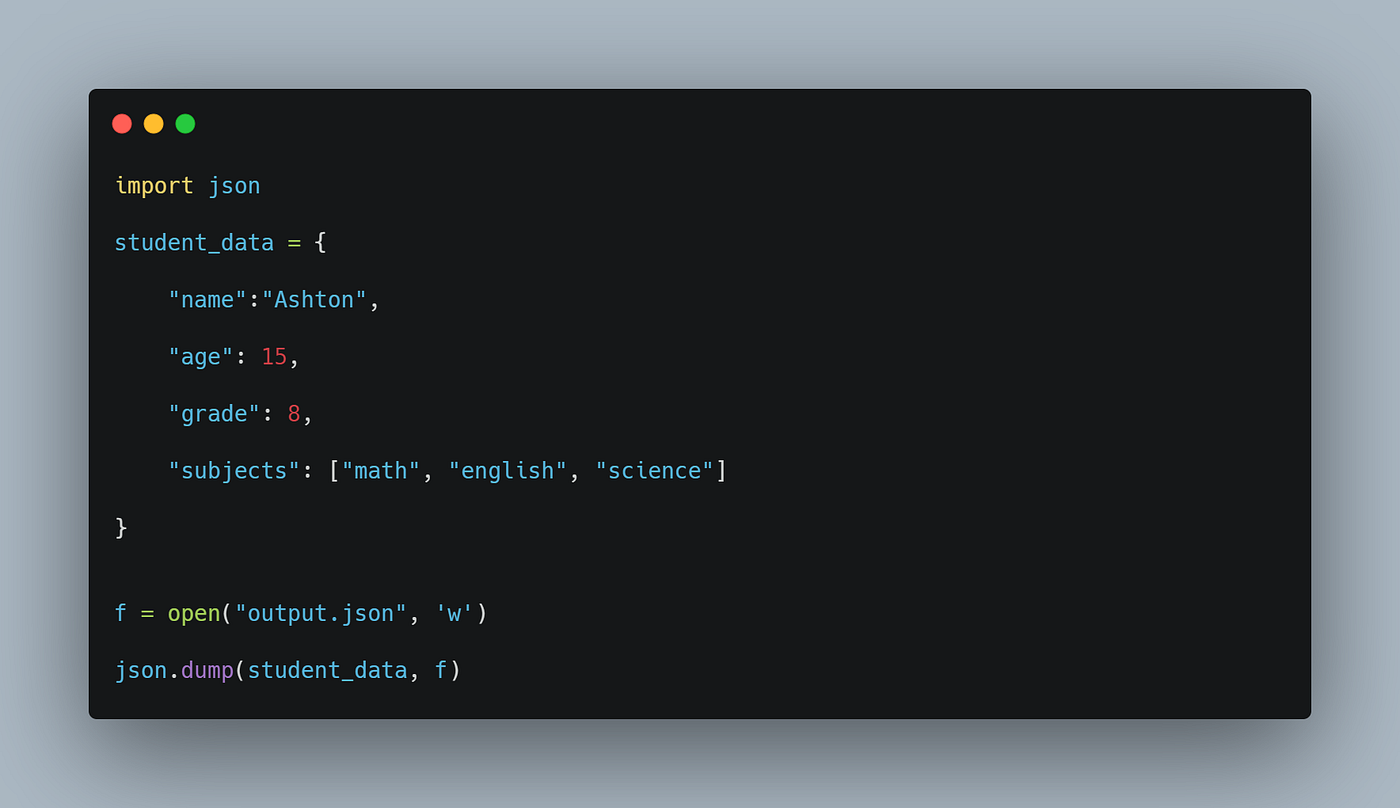 import json
student_data = {
    "name":"Ashton",
    "age": 15,
    "grade": 8,
    "subjects": ["math", "english", "science"]
}
f = open("output.json", 'w')
json.dump(student_data, f)